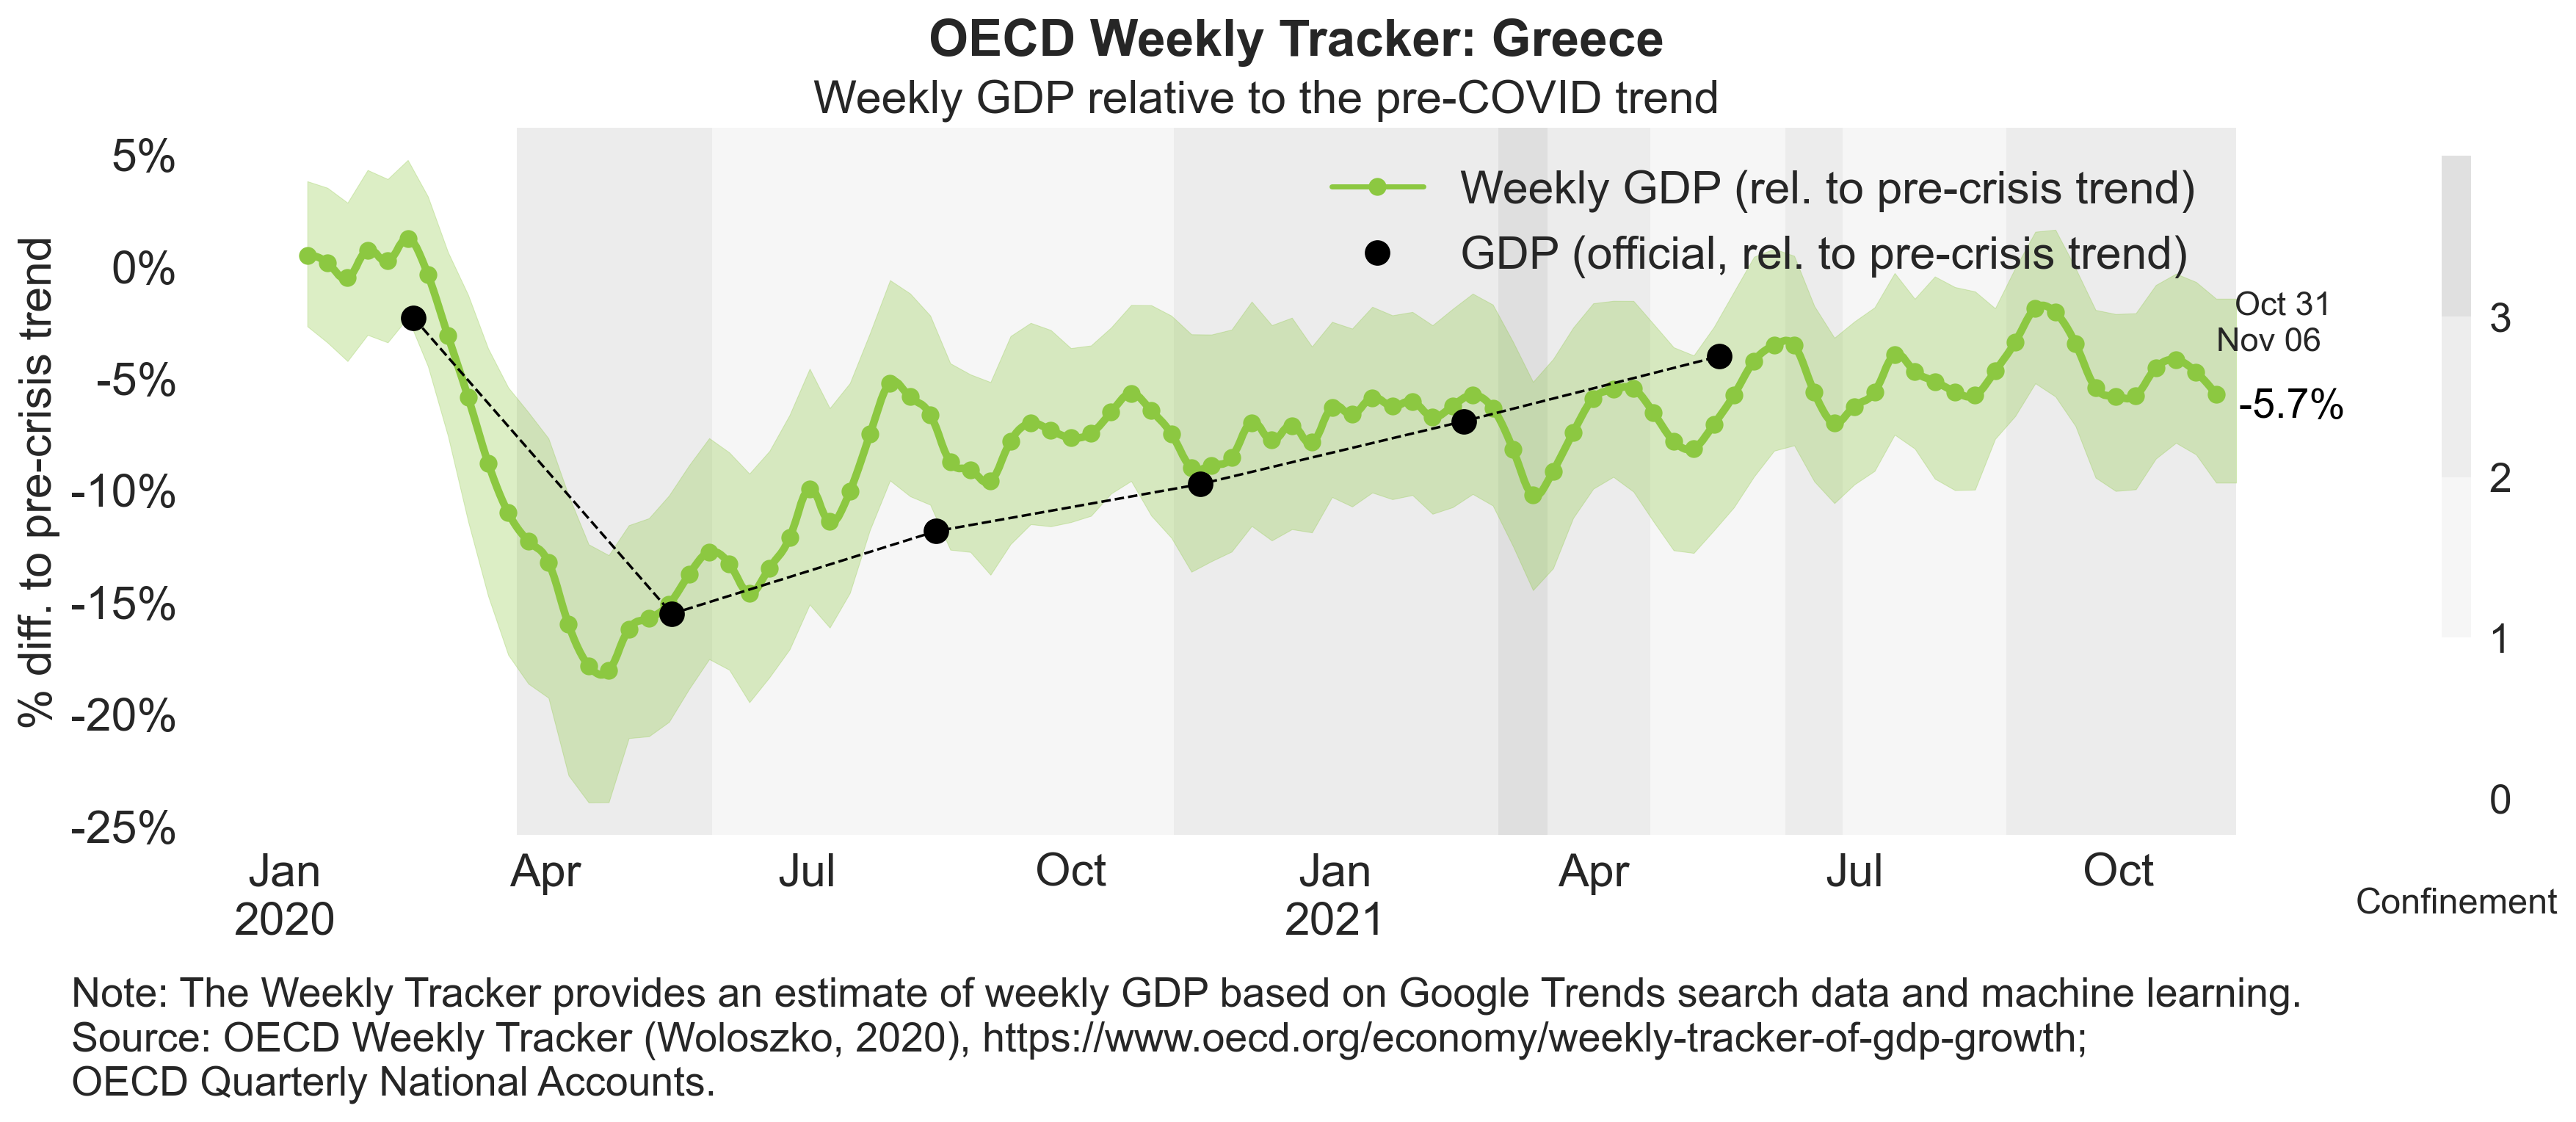 OECD Weekly Tracker: Greece
Weekly GDP relative to the pre-COVID trend
% diff. to pre-crisis trend
5%
0%
-5%
-10%
-15%
-20%
-25%
Weekly GDP (rel. to pre-crisis trend)
GDP (official, rel. to pre-crisis trend)
Oct 31
Nov 06
-5.7%
3
2
1
0
Confinement
Jan Apr Jul Oct Jan Apr Jul Oct
2020 2021
Note: The Weekly Tracker provides an estimate of weekly GDP based on Google Trends search data and machine learning.
Source: OECD Weekly Tracker (Woloszko, 2020), https://www.oecd.org/economy/weekly-tracker-of-gdp-growth;
OECD Quarterly National Accounts.